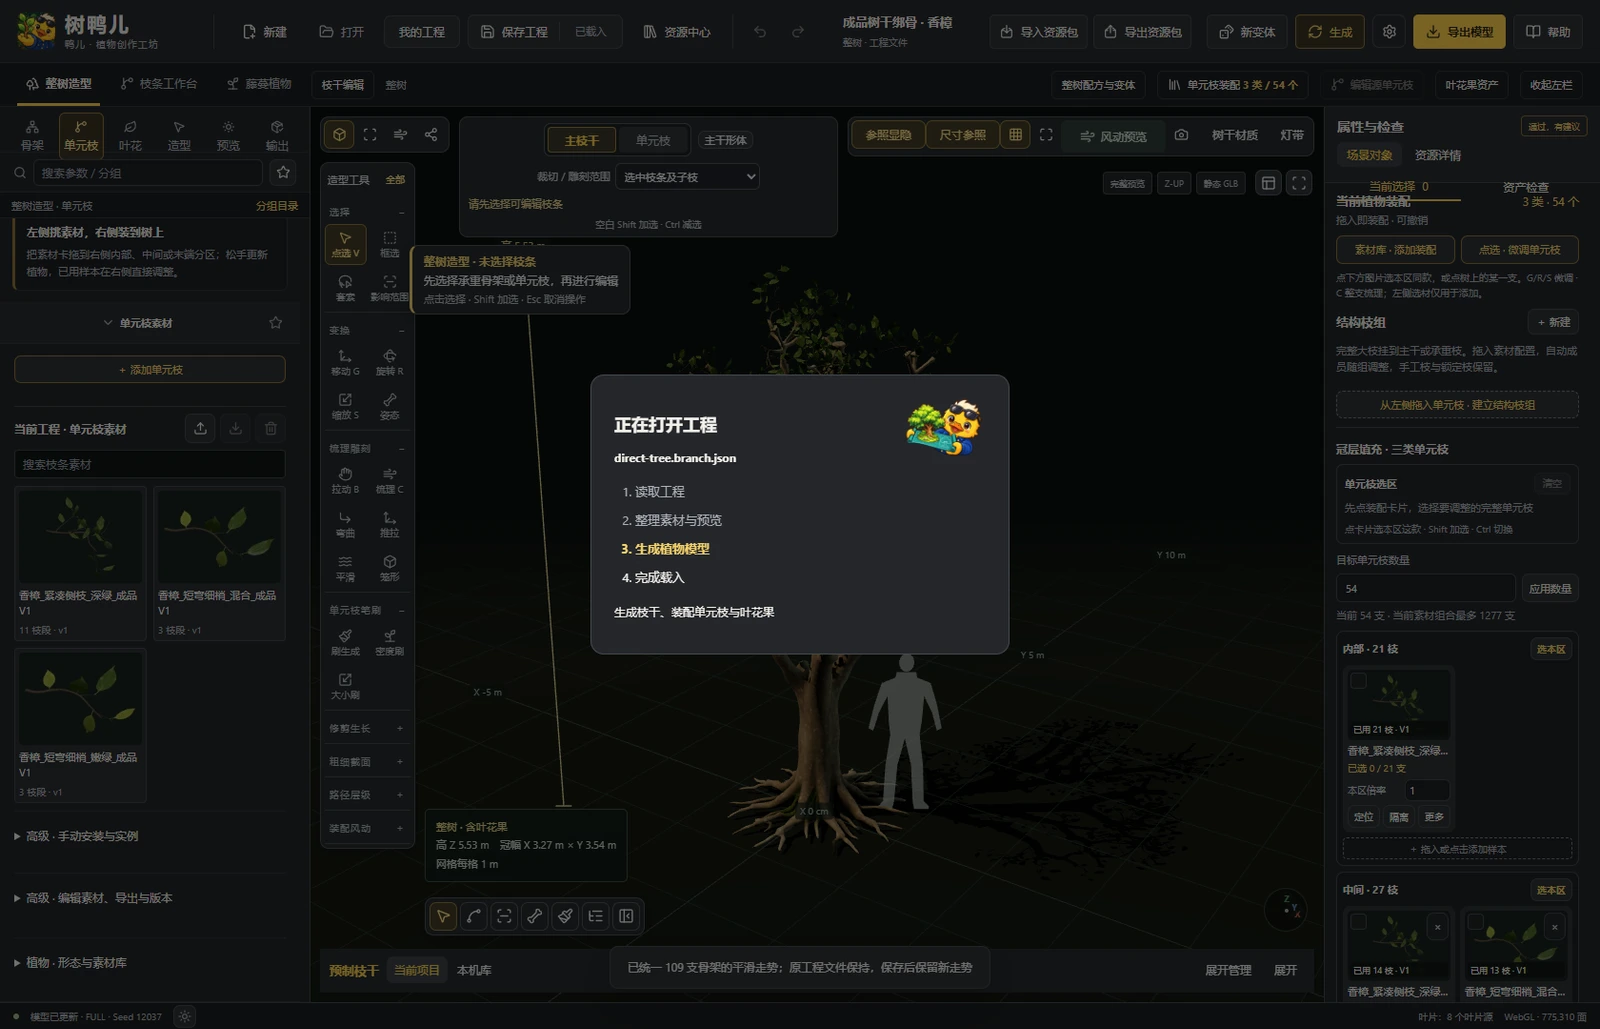 树鸭儿
鸭儿 · 植物创作工坊
新建
打开
我的工程
保存工程
已载入
资源中心
成品树干绑骨 · 香樟
整树 · 工程文件
导入资源包
导出资源包
新变体
生成
导出模型
帮助
整树造型
枝条工作台
藤蔓植物
枝干编辑
整树
整树配方与变体
单元枝装配 3 类 / 54 个
编辑源单元枝
叶花果资产
收起左栏
骨架
单元枝
叶花
造型
预览
输出
搜索参数 / 分组
整树造型 · 单元枝
分组目录
左侧挑素材，右侧装到树上
把素材卡拖到右侧内部、中间或末端分区；松手更新
植物，已用样本在右侧直接调整。
单元枝素材
+ 添加单元枝
当前工程 · 单元枝素材
搜索枝条素材
香樟_紧凑侧枝_深绿_成品
V1
11 枝段 · v1
香樟_短弯细梢_混合_成品
V1
3 枝段 · v1
香樟_短弯细梢_嫩绿_成品
V1
3 枝段 · v1
高级 · 手动安装与实例
高级 · 编辑素材、导出与版本
植物 · 形态与素材库
造型工具
全部
选择
点选 V
框选
套索
影响范围
变换
移动 G
旋转 R
缩放 S
姿态
梳理雕刻
拉动 B
梳理 C
弯曲
推拉
平滑
笼形
单元枝笔刷
刷生成
密度刷
大小刷
修剪生长
粗细截面
路径层级
装配风动
主枝干
单元枝
主干形体
裁切 / 雕刻范围
选中枝条及子枝
请先选择可编辑枝条
空白 Shift 加选 · Ctrl 减选
整树造型 · 未选择枝条
先选择承重骨架或单元枝，再进行编辑
点击选择 · Shift 加选 · Esc 取消操作
参照显隐
尺寸参照
风动预览
树干材质
灯带
完整预览
Z-UP
静态 GLB
正在打开工程
direct-tree.branch.json
1. 读取工程
2. 整理素材与预览
3. 生成植物模型
4. 完成载入
生成枝干、装配单元枝与叶花果
Y 10 m
Y 5 m
X -5 m
X 0 cm
整树 · 含叶花果
高 Z 5.53 m 冠幅 X 3.27 m × Y 3.54 m
网格每格 1 m
Z
Y
预制枝干
当前项目
本机库
已统一 109 支骨架的平滑走势；原工程文件保持，保存后保留新走势
展开管理
展开
属性与检查
通过，有建议
场景对象
资源详情
当前选择 0
资产检查
当前植物装配
3 类 · 54 个
拖入即装配 · 可撤销
素材库 · 添加装配
点选 · 微调单元枝
点下方图片选本区同款，或点树上的某一支。G/R/S 微调 ·
C 整支梳理；左侧选材仅用于添加。
结构枝组
+ 新建
完整大枝挂到主干或承重枝。拖入素材配置，自动成
员随组调整，手工枝与锁定枝保留。
从左侧拖入单元枝 · 建立结构枝组
冠层填充 · 三类单元枝
单元枝选区
清空
先点装配卡片，选择要调整的完整单元枝
点卡片选本区这款 · Shift 加选 · Ctrl 切换
目标单元枝数量
54
应用数量
当前 54 支 · 当前素材组合最多 1277 支
内部 · 21 枝
选本区
已用 21 枝 · V1
香樟_紧凑侧枝_深绿...
已选 0 / 21 支
本区倍率
1
定位
隔离
更多
+ 拖入或点击添加样本
中间 · 27 枝
选本区
已用 14 枝 · V1
已用 13 枝 · V1
香樟_紧凑侧枝_深绿...
香樟_短弯细梢_混合...
模型已更新 · FULL · Seed 12037
叶片：8 个叶片源 WebGL · 775,310 面